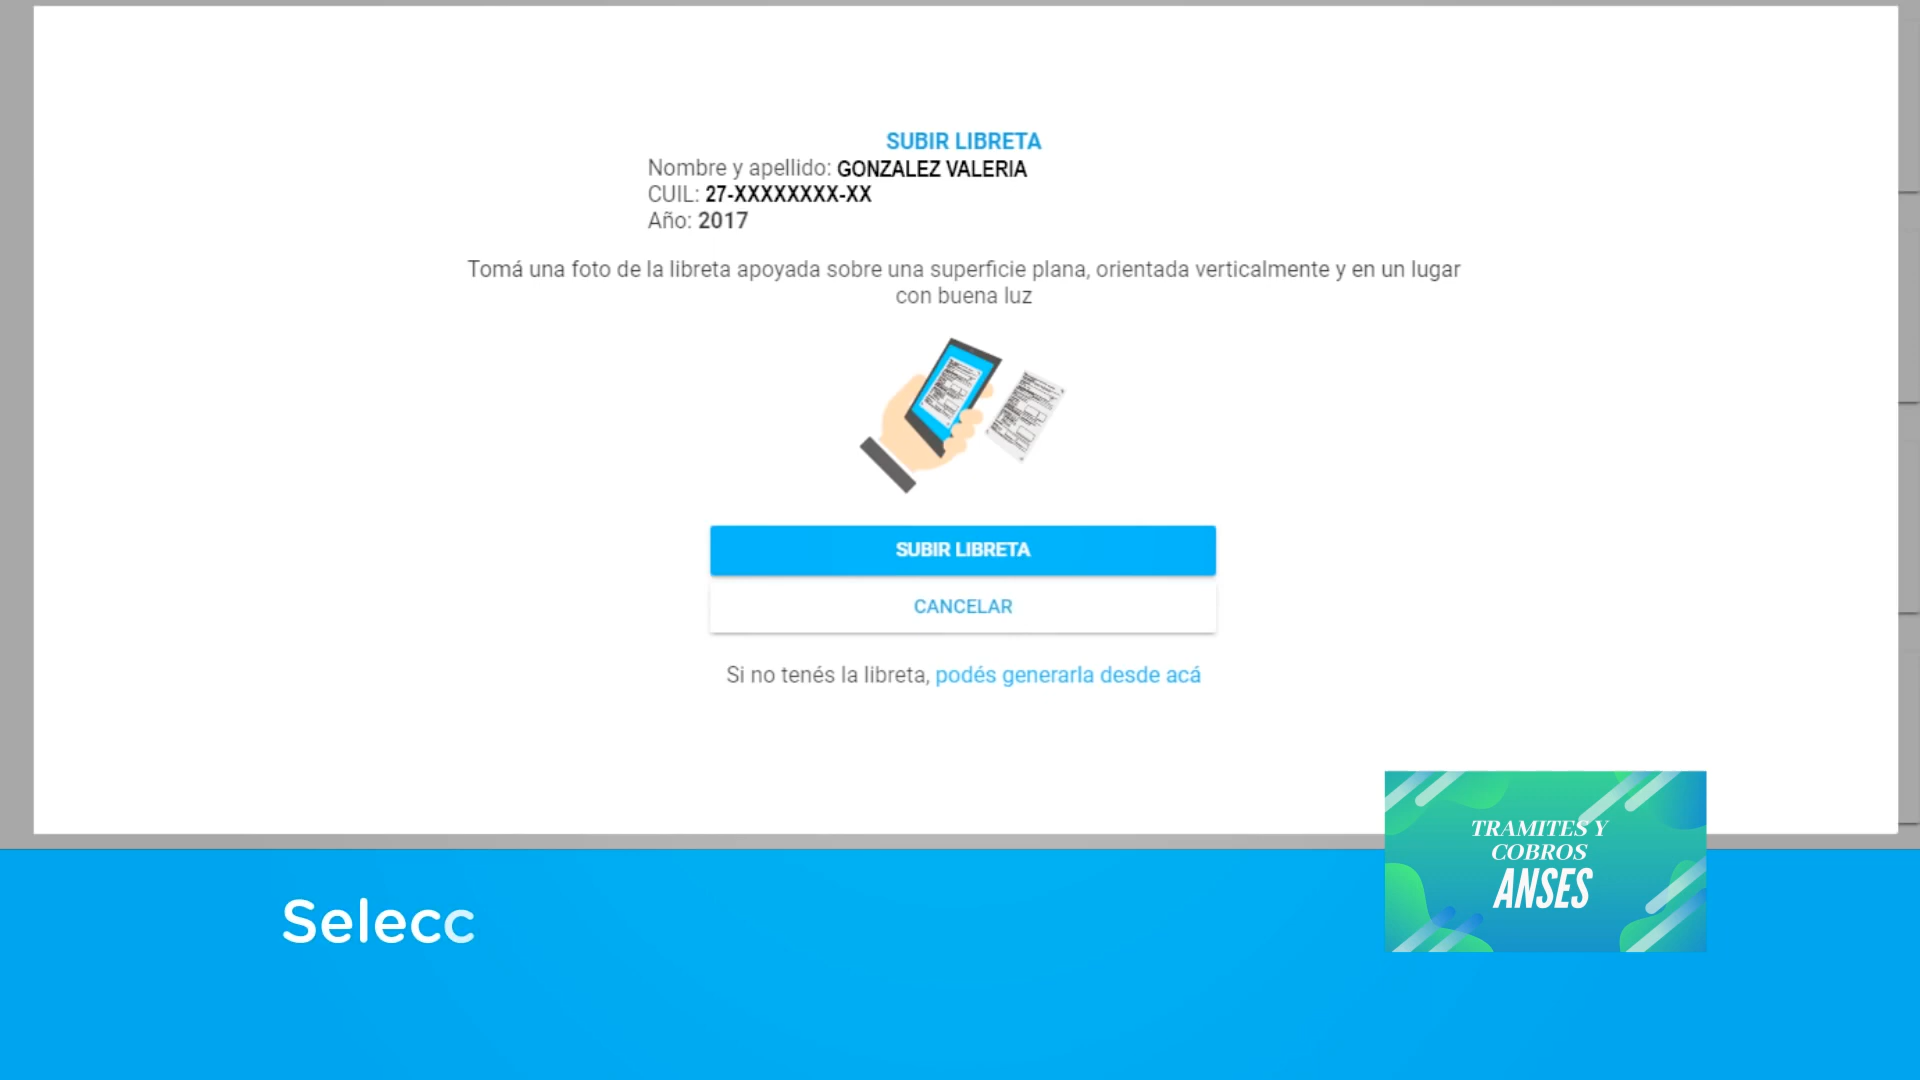 SUBIR LIBRETA
Nombre y apellido: GONZALEZ VALERIA
CUIL: 27-XXXXXXXX-XX
Año: 2017
Tomá una foto de la libreta apoyada sobre una superficie plana, orientada verticalmente y en un lugar
con buena luz
SUBIR LIBRETA
CANCELAR
Si no tenés la libreta, podés generarla desde acá
TRAMITES Y
COBROS
ANSES
Selecc